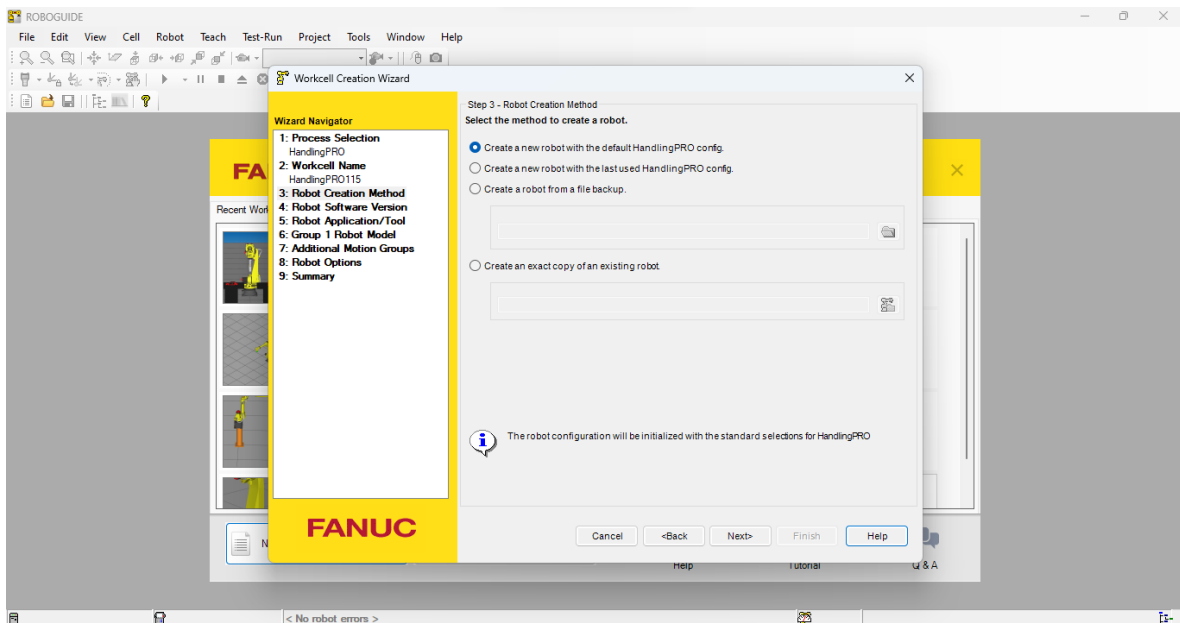 ROBOGUIDE
File Edit View Cell Robot Teach Test-Run Project Tools Window Help
Workcell Creation Wizard
Wizard Navigator
1: Process Selection
HandlingPRO
2: Workcell Name
HandlingPRO115
3: Robot Creation Method
4: Robot Software Version
5: Robot Application/Tool
6: Group 1 Robot Model
7: Additional Motion Groups
8: Robot Options
9: Summary
FANUC
Step 3 - Robot Creation Method
Select the method to create a robot.
Create a new robot with the default HandlingPRO config.
Create a new robot with the last used HandlingPRO config.
Create a robot from a file backup.
Create an exact copy of an existing robot.
The robot configuration will be initialized with the standard selections for HandlingPRO
Cancel <Back Next> Finish Help
FA
Recent Wor
N
Help Tutorial Q & A
< No robot errors >